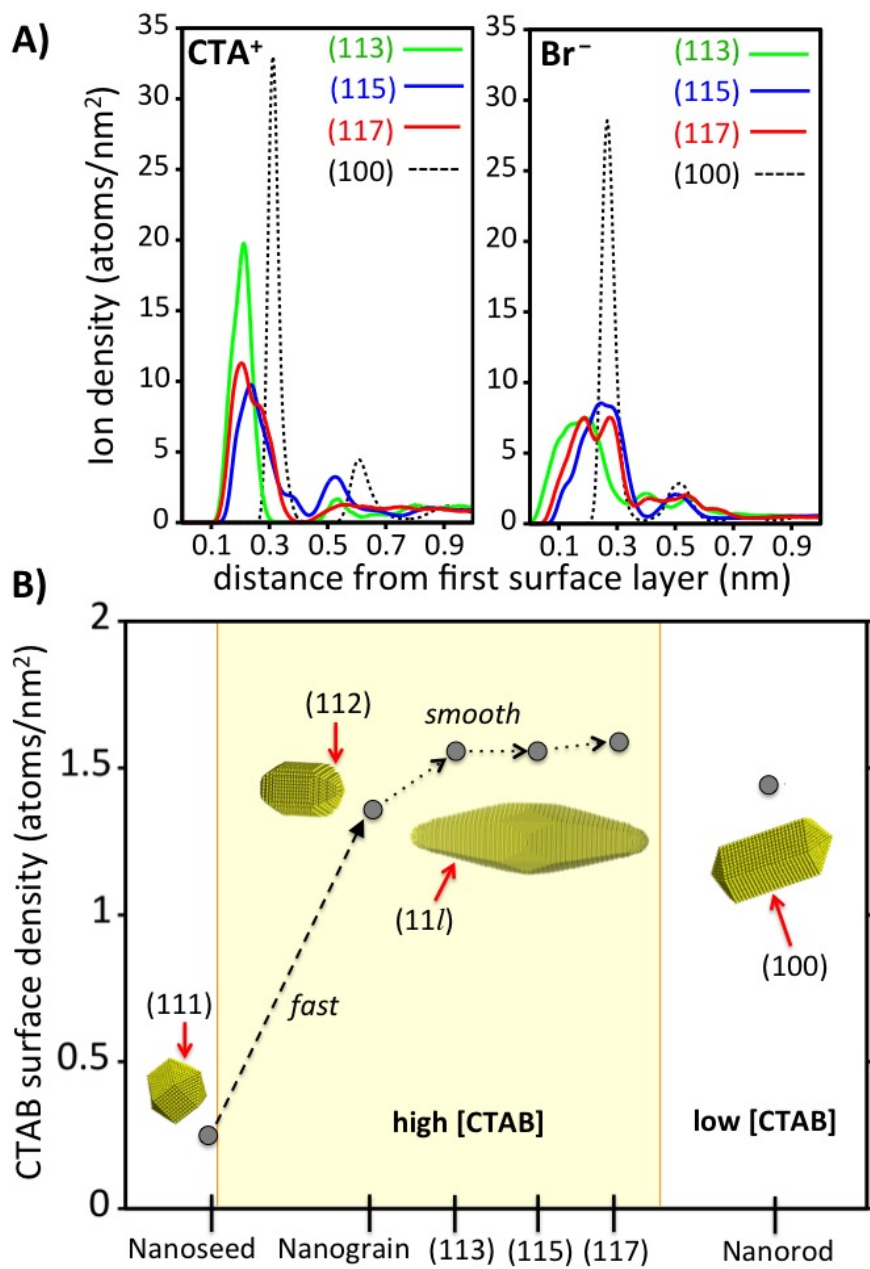 A)
CTA⁺
(113)
(115)
(117)
(100)
Br⁻
(113)
(115)
(117)
(100)
Ion density (atoms/nm²)
35
30
25
20
15
10
5
0
35
30
25
20
15
10
5
0
0.1 0.3 0.5 0.7 0.9
0.1 0.3 0.5 0.7 0.9
distance from first surface layer (nm)
B)
CTAB surface density (atoms/nm²)
2
1.5
1
0.5
0
(111)
(112)
smooth
fast
(11l)
(100)
high [CTAB]
low [CTAB]
Nanoseed Nanograin (113) (115) (117) Nanorod